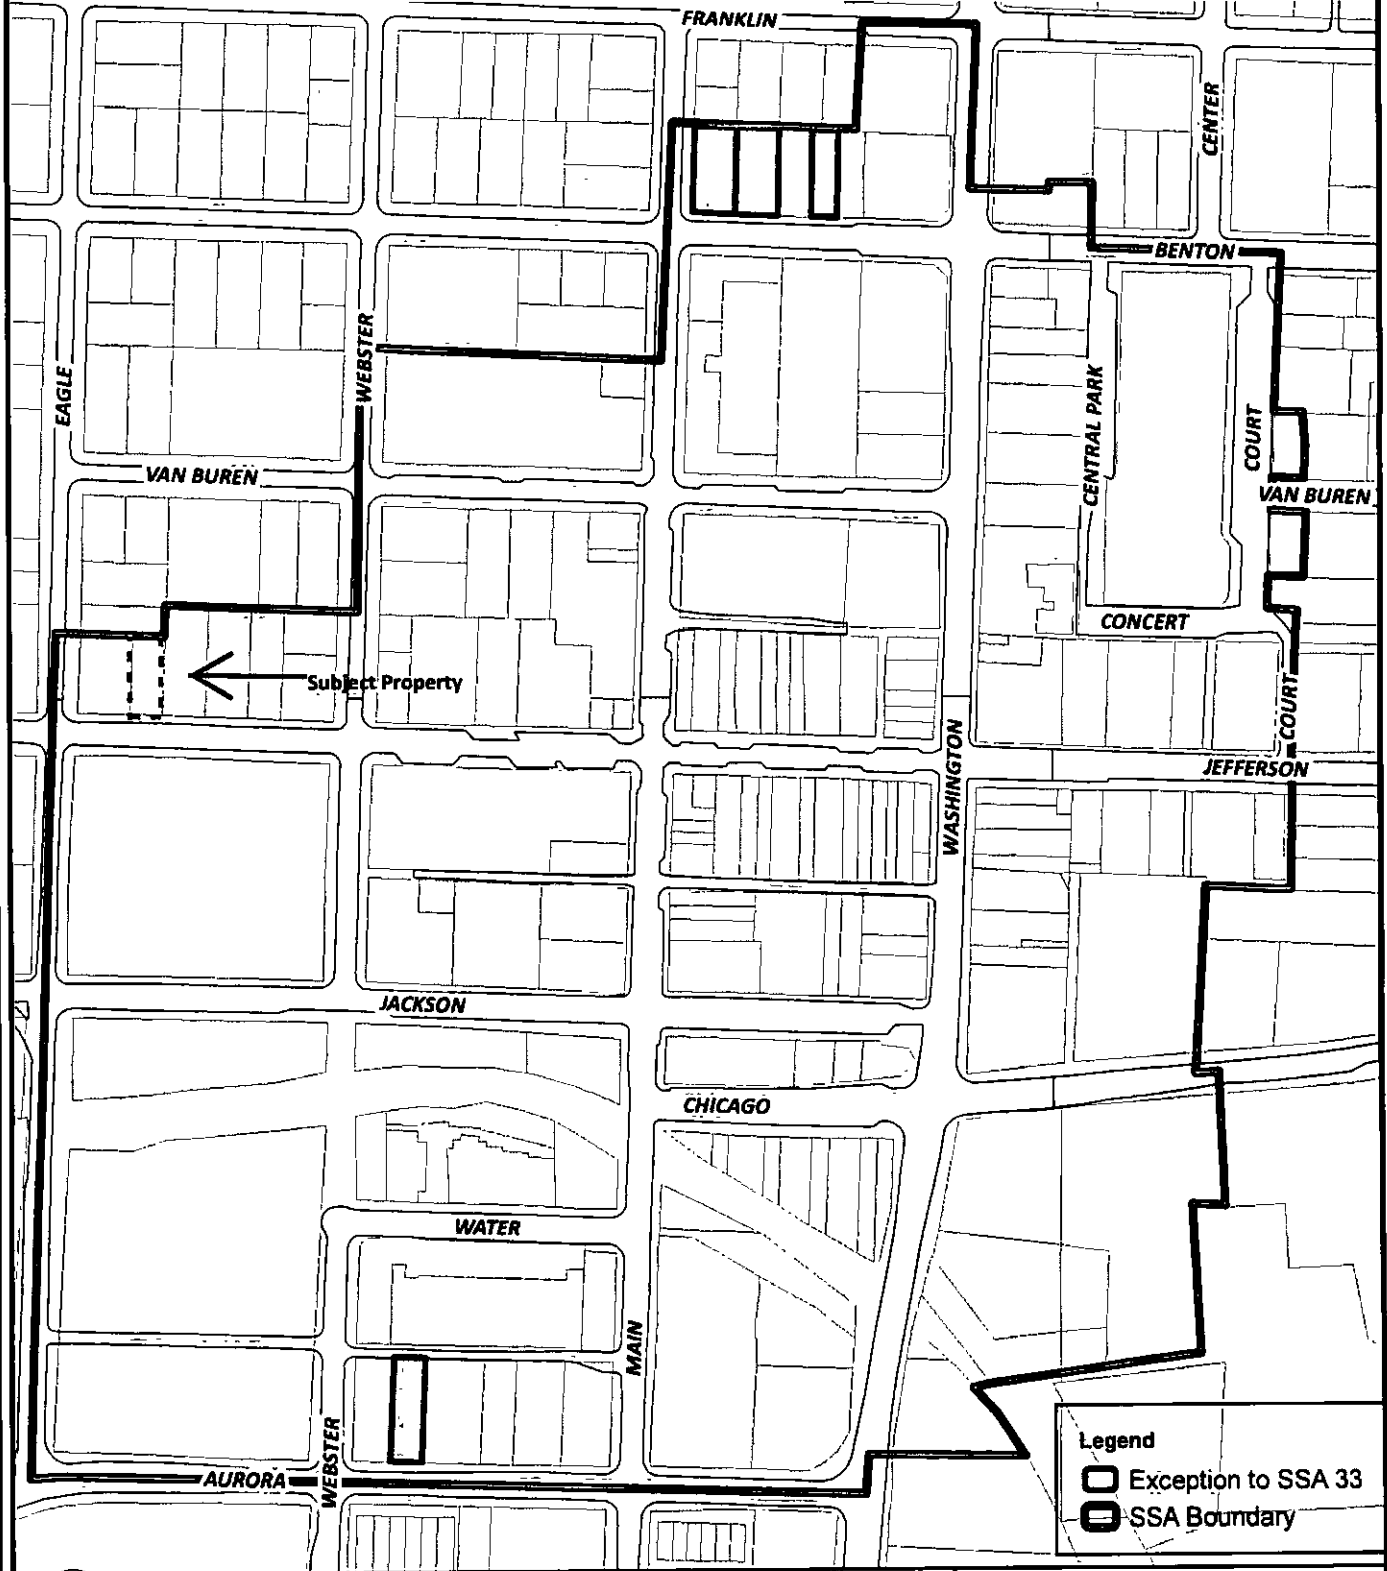 FRANKLIN
CENTER
BENTON
WEBSTER
EAGLE
CENTRAL PARK
COURT
VAN BUREN
VAN BUREN
CONCERT
Subject Property
COURT
WASHINGTON
JEFFERSON
JACKSON
CHICAGO
WATER
MAIN
WEBSTER
AURORA
Legend
Exception to SSA 33
SSA Boundary